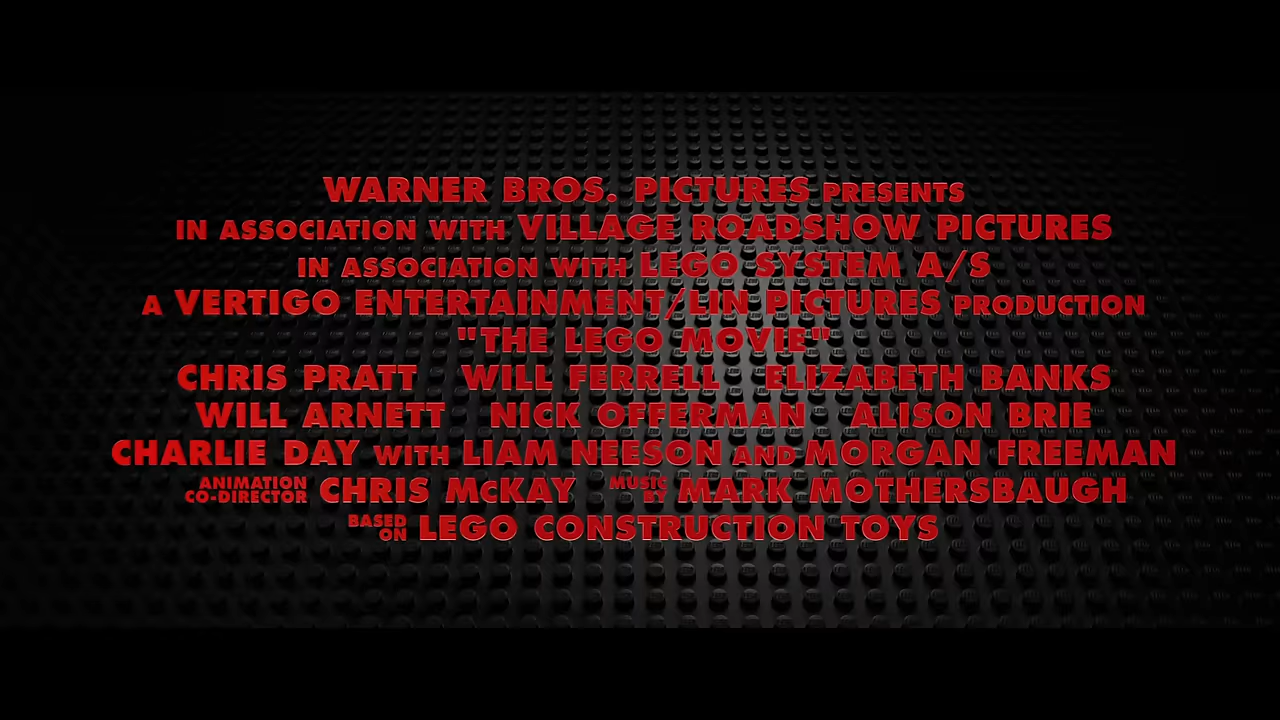 WARNER BROS. PICTURES PRESENTS
IN ASSOCIATION WITH VILLAGE ROADSHOW PICTURES
IN ASSOCIATION WITH LEGO SYSTEM A/S
A VERTIGO ENTERTAINMENT/LIN PICTURES PRODUCTION
"THE LEGO MOVIE"
CHRIS PRATT WILL FERRELL ELIZABETH BANKS
WILL ARNETT NICK OFFERMAN ALISON BRIE
CHARLIE DAY WITH LIAM NEESON AND MORGAN FREEMAN
ANIMATION CO-DIRECTOR CHRIS McKAY MUSIC BY MARK MOTHERSBAUGH
BASED ON LEGO CONSTRUCTION TOYS